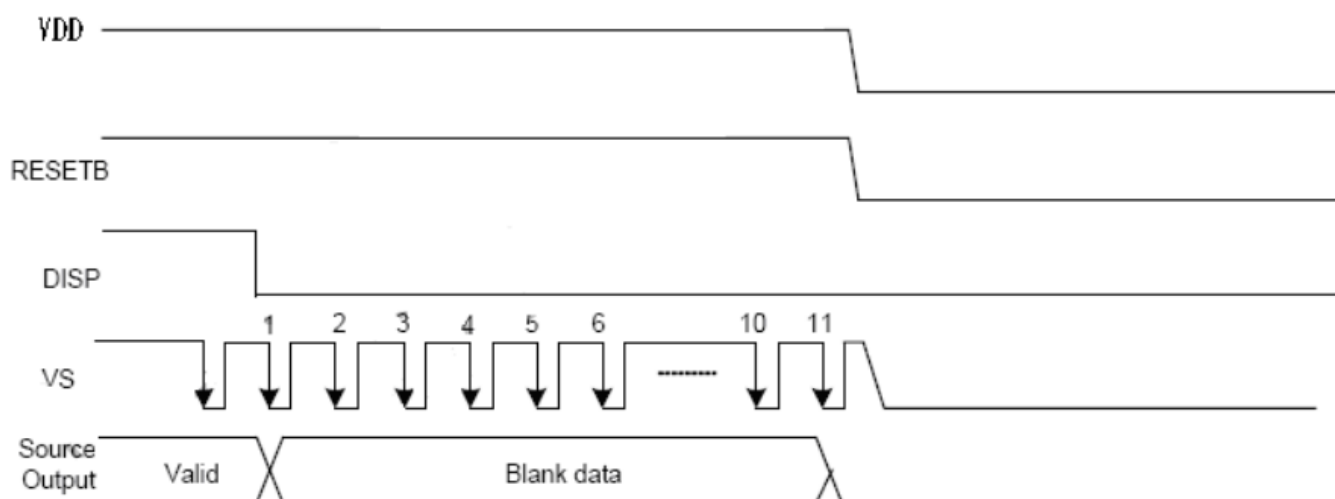 VDD
RESETB
DISP
1 2 3 4 5 6 10 11
VS
Source
Output
Valid
Blank data